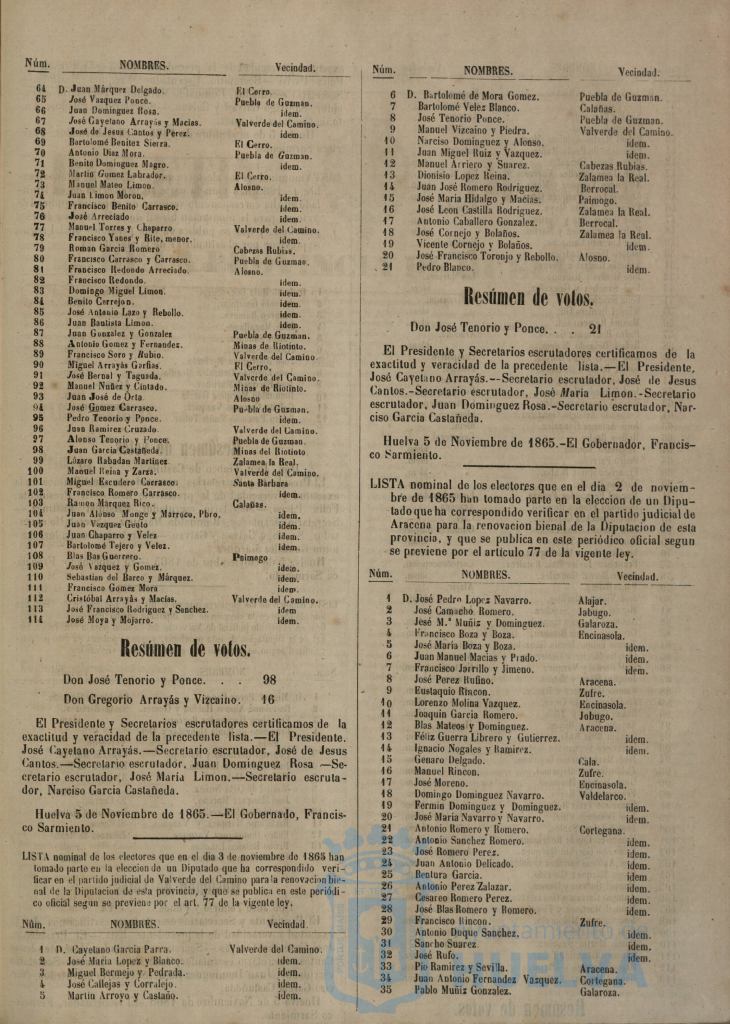 Núm. NOMBRES. Vecindad.
64 D. Juan Márquez Delgado. El Cerro.
65 José Vazquez Ponce. Puebla de Guzman.
66 Juan Dominguez Rosa. idem.
67 José Cayetano Arrayás y Macias. Valverde del Camino.
68 José de Jesus Cantos y Perez. idem.
69 Bartolomé Benitez Sierra. El Cerro.
70 Antonio Diaz Mora. Puebla de Guzman.
71 Benito Dominguez Magro. idem.
72 Martin Gomez Labrador. El Cerro.
73 Manuel Mateo Limon. Alosno.
74 Juan Limon Moron. idem.
75 Francisco Benito Carrasco. idem.
76 José Arreciado idem.
77 Manuel Torres y Chaparro Valverde del Camino.
78 Francisco Yanes y Rite, menor. idem.
79 Roman Garcia Romero Cabezas Rubias.
80 Francisco Carrasco y Carrasco. Puebla de Guzman.
81 Francisco Redondo Arreciado. Alosno.
82 Francisco Redondo. idem.
83 Domingo Miguel Limon. idem.
84 Benito Correjon. idem.
85 José Antonio Lazo y Rebollo. idem.
86 Juan Bautista Limon. idem.
87 Juan Gonzalez y Gonzalez Puebla de Guzman.
88 Antonio Gomez y Fernandez. Minas de Riotinto.
89 Francisco Soro y Rubio. Valverde del Camino
90 Miguel Arrayás Garfias. El Cerro,
91 José Bernal y Taguada. Valverde del Camino.
92 Manuel Nuñez y Cintado. Minas de Riotinto.
93 Juan José de Orta. Alosno
94 José Gomez Carrasco. Puebla de Guzman.
95 Pedro Tenorio y Ponce. idem.
96 Juan Ramirez Cruzado. Valverde del Camino.
97 Alonso Tenorio y Ponce. Puebla de Guzman.
98 Juan Garcia Castañeda. Minas del Riotioto
99 Lózaro Rabadan Martinez. Zalamea la Real.
100 Manuel Reina y Zarza. Valverde del Camino.
101 Miguel Escudero Carrasco. Santa Bárbara
102 Francisco Romero Carrasco. idem.
103 Ramon Márquez Rico. Calañas.
104 Juan Alonso Monge y Marroco, Pbro. idem.
105 Juan Vazquez Gento idem.
106 Juan Chaparro y Velez idem.
107 Bartolomé Tejero y Velez. idem.
108 Blas Bas Guerrero. Paimogo
109 José Vazquez y Gomez. idem.
110 Sebastian del Barco y Márquez. idem.
111 Francisco Gomez Mora idem.
112 Cristóbal Arrayás y Macias. Valverde del Camino.
113 José Francisco Rodriguez y Sanchez. idem
114 José Moya y Mojarro. idem.
Resúmen de votos.
Don José Tenorio y Ponce. . . 98
Don Gregorio Arrayás y Vizcaino. 16
El Presidente y Secretarios escrutadores certificamos de la
exactitud y veracidad de la precedente lista.—El Presidente.
José Cayetano Arrayás.—Secretario escrutador, José de Jesus
Cantos.—Secretario escrutador, Juan Dominguez Rosa —Se-
cretario escrutador, José Maria Limon.—Secretario escruta-
dor, Narciso Garcia Castañeda.
Huelva 5 de Noviembre de 1865.—El Gobernado, Francis-
co Sarmiento.
LISTA nominal de los electores que en el dia 3 de noviembre de 1865 han
tomado parte en la eleccion de un Diputado que ha correspondido veri-
ficar en el partido judicial de Valverde del Camino para la renovacion bie-
nal de la Diputacion de esta provincia, y que se publica en este periódi-
co oficial segun se previene por el art. 77 de la vigente ley.
Núm. NOMBRES. Vecindad.
1 D. Cayetano Garcia Parra. Valverde del Camino.
2 José Maria Lopez y Blanco. idem.
3 Miguel Bermejo y Pedrada. idem.
4 José Callejas y Corralejo. idem.
5 Martin Arroyo y Castaño. idem.
Núm. NOMBRES. Vecindad.
6 D. Bartolomé de Mora Gomez. Puebla de Guzman.
7 Bartolomé Velez Blanco. Calañas.
8 José Tenorio Ponce. Puebla de Guzman.
9 Manuel Vizcaino y Piedra. Valverde del Camino.
10 Narciso Dominguez y Alonso. idem.
11 Juan Miguel Ruiz y Vazquez. idem.
12 Manuel Arriero y Suarez. Cabezas Rubias.
13 Dionisio Lopez Reina. Zalamea la Real.
14 Juan José Romero Rodriguez. Berrocal.
15 José Maria Hidalgo y Macias. Paimogo.
16 José Leon Castilla Rodriguez. Zalamea la Real.
17 Antonio Caballero Gonzalez. Berrocal.
18 José Cornejo y Bolaños. Zalamea la Real.
19 Vicente Cornejo y Bolaños. idem.
20 José Francisco Toronjo y Rebollo. Alosno.
21 Pedro Blanco. idem.
Resúmen de votos.
Don José Tenorio y Ponce. . . 21
El Presidente y Secretarios escrutadores certificamos de la
exactitud y veracidad de la precedente lista.—El Presidente,
José Cayetano Arrayás.--Secretario escrutador, José de Jesus
Cantos.-Secretario escrutador, José Maria Limon.-Secretario
escrutador, Juan Dominguez Rosa.-Secretario escrutador, Nar-
ciso Garcia Castañeda.
Huelva 5 de Noviembre de 1865.-El Gobernador, Francis-
co Sarmiento.
LISTA nominal de los electores que en el dia 2 de noviem-
bre de 1865 han tomado parte en la eleccion de un Dipu-
tado que ha correspondido verificar en el partido judicial de
Aracena para la renovacion bienal de la Diputacion de esta
provincia, y que se publica en este periódico oficial segun
se previene por el artículo 77 de la vigente ley.
Núm. NOMBRES. Vecindad.
1 D. José Pedro Lopez Navarro. Alajar.
2 José Camacho Romero. Jabugo.
3 José M.ª Muñiz y Dominguez. Galaroza.
4 Francisco Boza y Boza. Encinasola.
5 José Maria Boza y Boza. idem.
6 Juan Manuel Macias y Prado. idem.
7 Francisco Jarrillo y Jimeno. idem.
8 José Perez Rufino. Aracena.
9 Eustaquio Rincon. Zufre.
10 Lorenzo Molina Vazquez. Encinasola.
11 Joaquin Garcia Romero. Jabugo.
12 Blas Mateos y Dominguez. Aracena.
13 Féliz Guerra Librero y Gutierrez. idem.
14 Ignacio Nogales y Ramirez. idem.
15 Genaro Delgado. Cala.
16 Manuel Rincon. Zufre.
17 José Moreno. Encinasola.
18 Domingo Dominguez Navarro. Valdelarco.
19 Fermin Dominguez y Dominguez. idem.
20 José Maria Navarro y Navarro. idem.
21 Antonio Romero y Romero. Cortegana.
22 Antonio Sanchez Romero. idem.
23 José Romero Perez. idem.
24 Juan Antonio Delicado. idem.
25 Bentura Garcia. idem.
26 Antonio Perez Zalazar. idem.
27 Cesareo Romero Perez. idem.
28 José Blas Romero y Romero. idem.
29 Francisco Rincon. Zufre.
30 Antonio Duque Sanchez. idem.
31 Sancho Suarez. idem.
32 José Rufo. idem.
33 Pio Ramirez y Sevilla. Aracena.
34 Juan Antonio Fernandez Vazquez. Cortegana.
35 Pablo Muñiz Gonzalez. Galaroza.